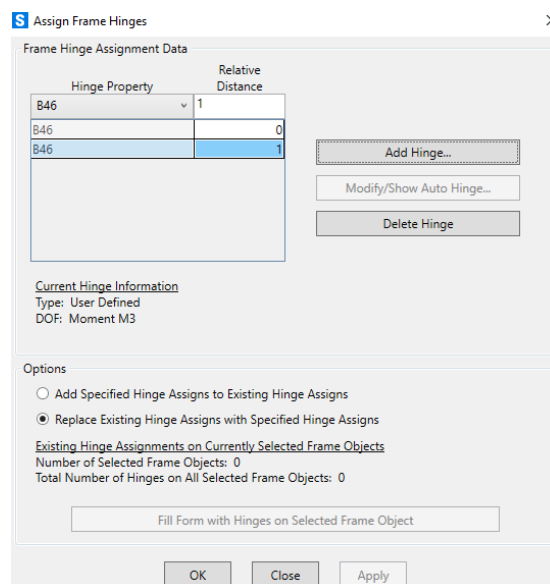 S Assign Frame Hinges
Frame Hinge Assignment Data
Hinge Property
Relative
Distance
B46 1
B46 0
B46 1
Add Hinge...
Modify/Show Auto Hinge...
Delete Hinge
Current Hinge Information
Type: User Defined
DOF: Moment M3
Options
Add Specified Hinge Assigns to Existing Hinge Assigns
Replace Existing Hinge Assigns with Specified Hinge Assigns
Existing Hinge Assignments on Currently Selected Frame Objects
Number of Selected Frame Objects: 0
Total Number of Hinges on All Selected Frame Objects: 0
Fill Form with Hinges on Selected Frame Object
OK Close Apply